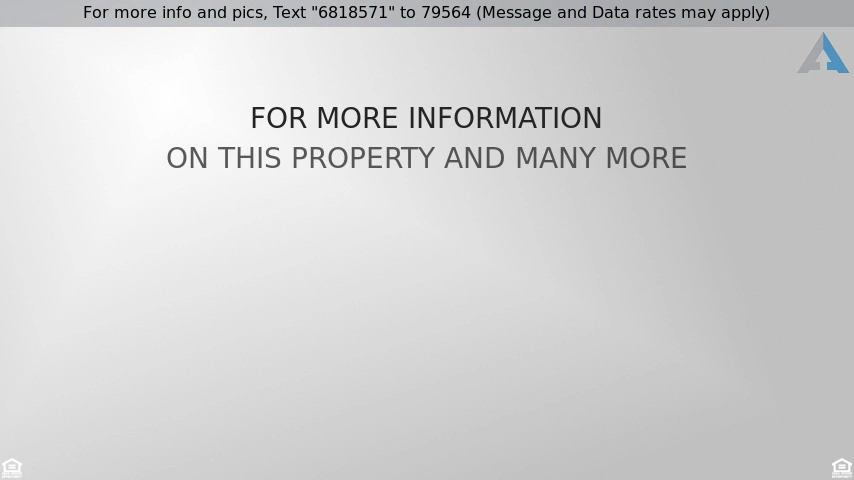 For more info and pics, Text "6818571" to 79564 (Message and Data rates may apply)
FOR MORE INFORMATION
ON THIS PROPERTY AND MANY MORE